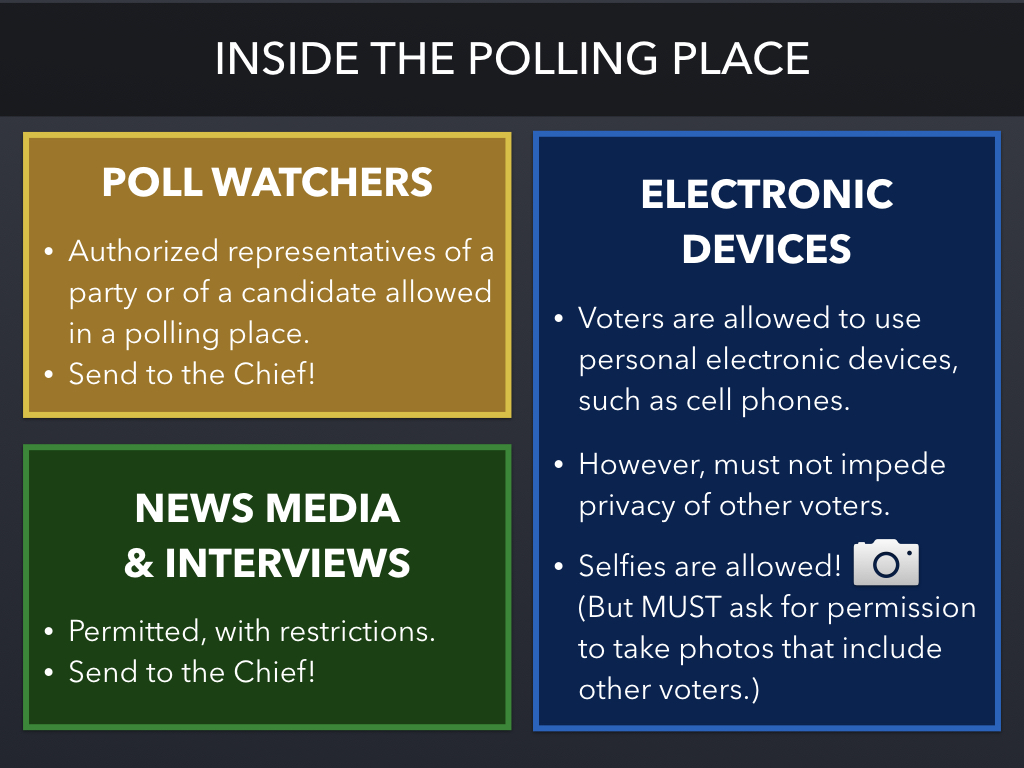 INSIDE THE POLLING PLACE
POLL WATCHERS
• Authorized representatives of a
party or of a candidate allowed
in a polling place.
• Send to the Chief!
NEWS MEDIA
& INTERVIEWS
• Permitted, with restrictions.
• Send to the Chief!
ELECTRONIC
DEVICES
• Voters are allowed to use
personal electronic devices,
such as cell phones.
• However, must not impede
privacy of other voters.
• Selfies are allowed!
(But MUST ask for permission
to take photos that include
other voters.)